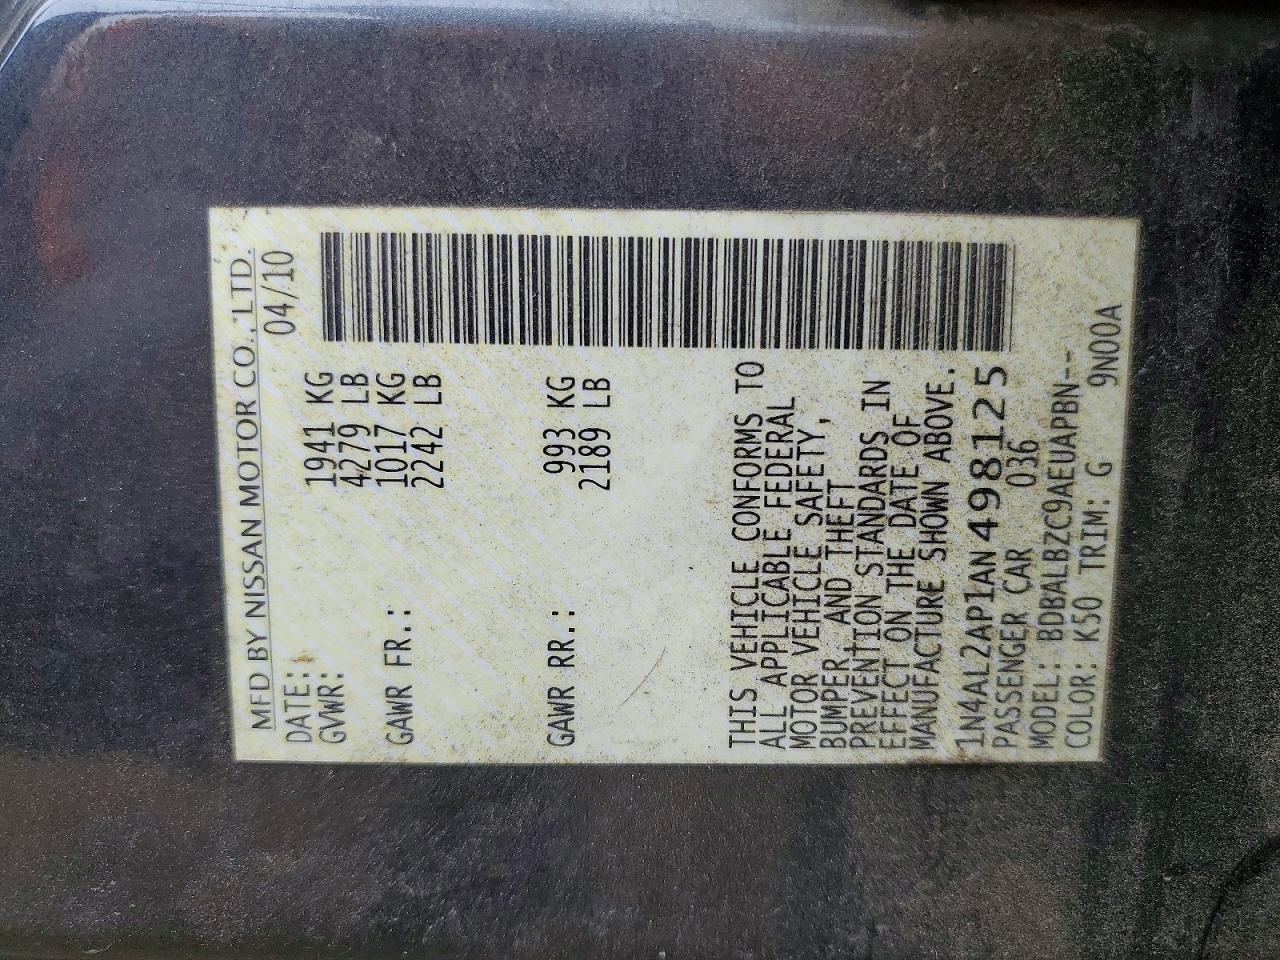 MFD BY NISSAN MOTOR CO., LTD.
DATE: 04/10
GVWR: 1941 KG
4279 LB
GAWR FR.: 1017 KG
2242 LB
GAWR RR.: 993 KG
2189 LB
THIS VEHICLE CONFORMS TO
ALL APPLICABLE FEDERAL
MOTOR VEHICLE SAFETY,
BUMPER AND THEFT
PREVENTION STANDARDS IN
EFFECT ON THE DATE OF
MANUFACTURE SHOWN ABOVE.
1N4AL2AP1AN498125
PASSENGER CAR 036
MODEL: BDBALBZC9AEUAPBN--
COLOR: K50 TRIM: G 9N00A